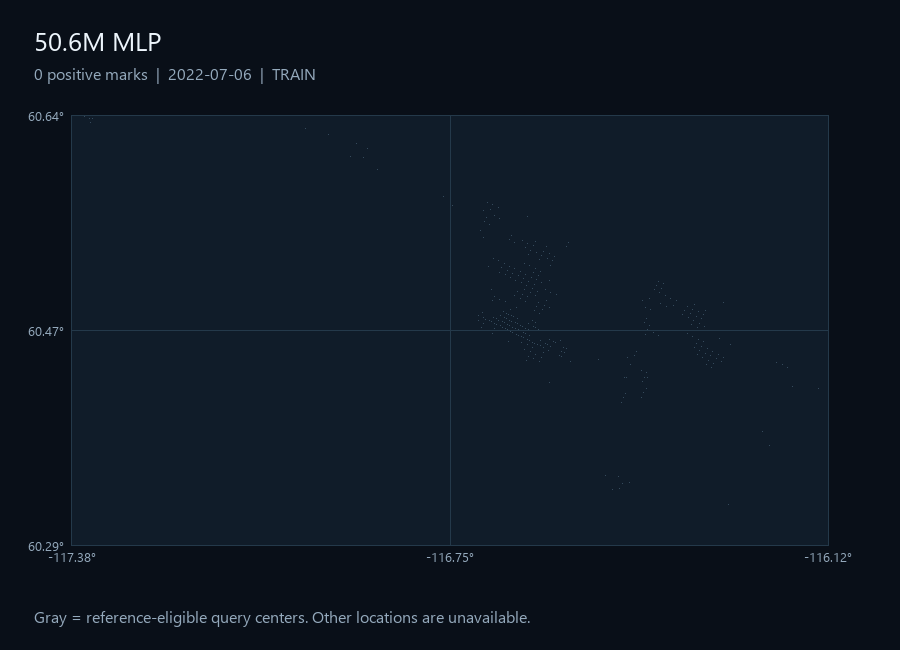 50.6M MLP
0 positive marks | 2022-07-06 | TRAIN
60.64°
60.47°
60.29°
-117.38°
-116.75°
-116.12°
Gray = reference-eligible query centers. Other locations are unavailable.